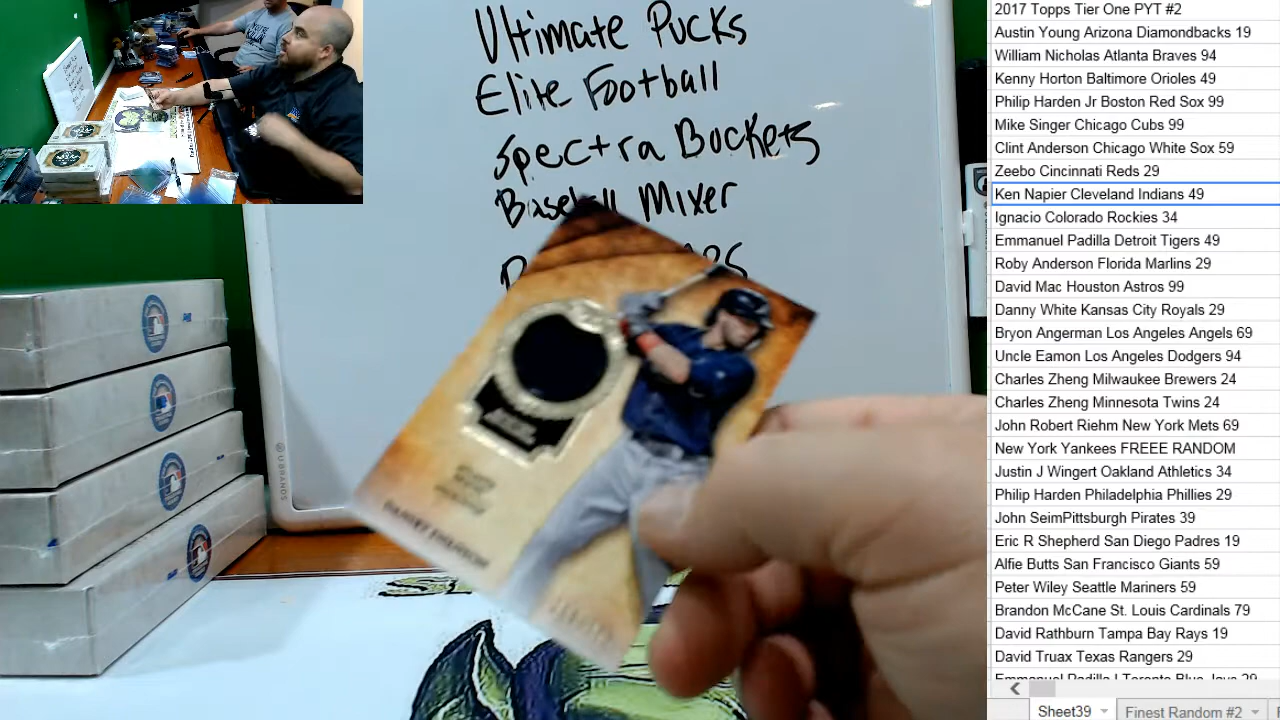 Ultimate Pucks
Elite Football
Spectra Buckets
Baseball Mixer
UBRANDS
2017 Topps Tier One PYT #2
Austin Young Arizona Diamondbacks 19
William Nicholas Atlanta Braves 94
Kenny Horton Baltimore Orioles 49
Philip Harden Jr Boston Red Sox 99
Mike Singer Chicago Cubs 99
Clint Anderson Chicago White Sox 59
Zeebo Cincinnati Reds 29
Ken Napier Cleveland Indians 49
Ignacio Colorado Rockies 34
Emmanuel Padilla Detroit Tigers 49
Roby Anderson Florida Marlins 29
David Mac Houston Astros 99
Danny White Kansas City Royals 29
Bryon Angerman Los Angeles Angels 69
Uncle Eamon Los Angeles Dodgers 94
Charles Zheng Milwaukee Brewers 24
Charles Zheng Minnesota Twins 24
John Robert Riehm New York Mets 69
New York Yankees FREEE RANDOM
Justin J Wingert Oakland Athletics 34
Philip Harden Philadelphia Phillies 29
John SeimPittsburgh Pirates 39
Eric R Shepherd San Diego Padres 19
Alfie Butts San Francisco Giants 59
Peter Wiley Seattle Mariners 59
Brandon McCane St. Louis Cardinals 79
David Rathburn Tampa Bay Rays 19
David Truax Texas Rangers 29
Emmanuel Padilla I Toronto Blue Jays 29
Sheet39
Finest Random #2